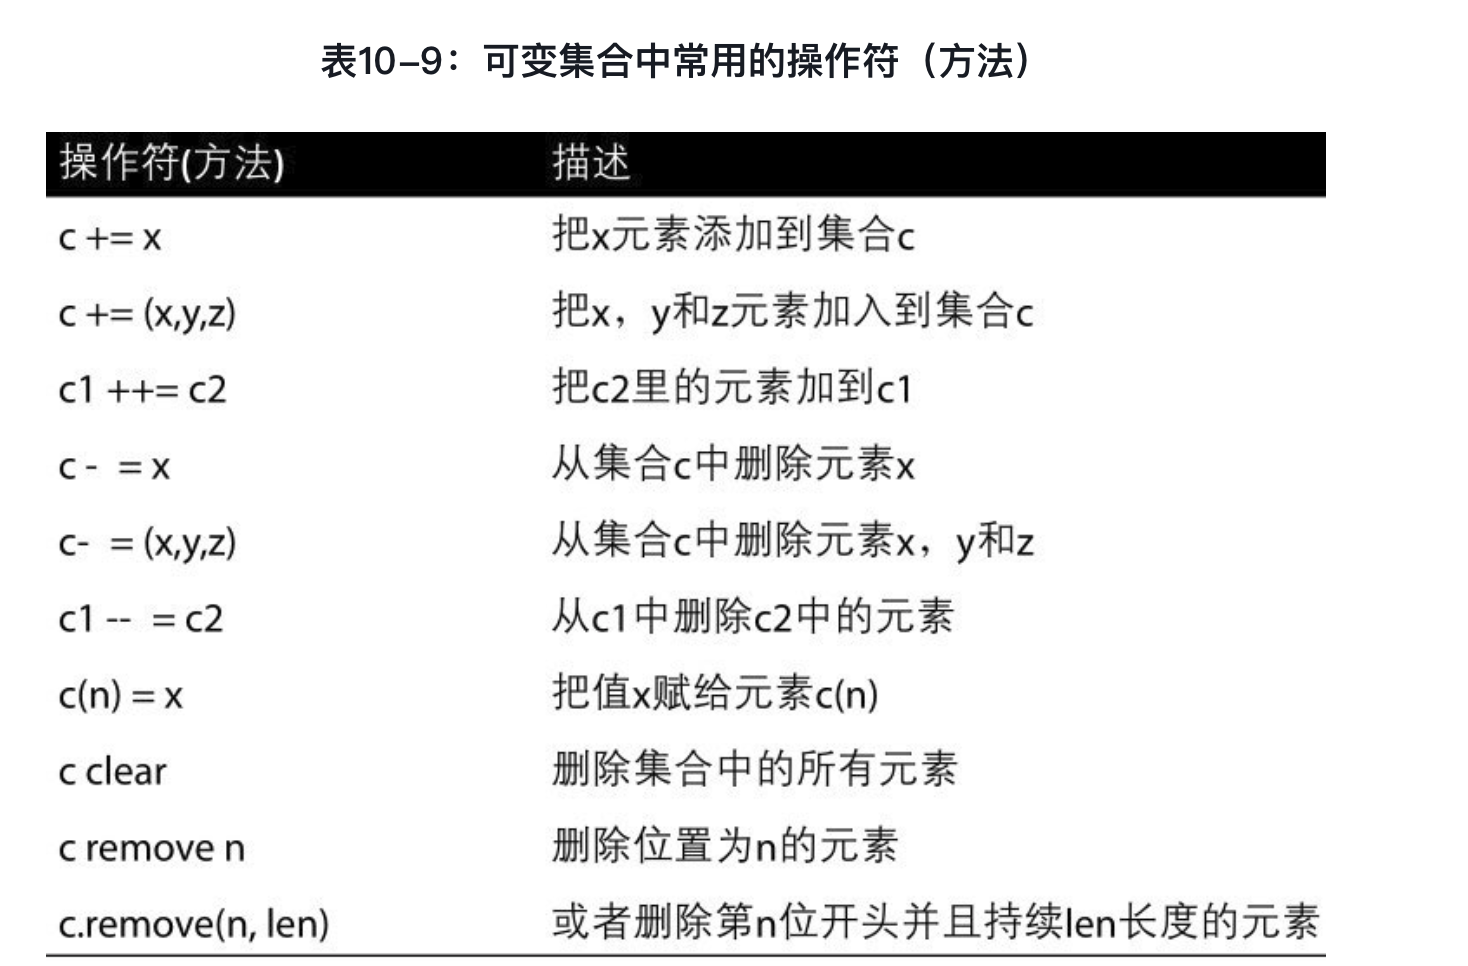 表10–9：可变集合中常用的操作符（方法）
操作符(方法) 描述
c += x 把x元素添加到集合c
c += (x,y,z) 把x，y和z元素加入到集合c
c1 ++= c2 把c2里的元素加到c1
c - = x 从集合c中删除元素x
c- = (x,y,z) 从集合c中删除元素x，y和z
c1 -- = c2 从c1中删除c2中的元素
c(n) = x 把值x赋给元素c(n)
c clear 删除集合中的所有元素
c remove n 删除位置为n的元素
c.remove(n, len) 或者删除第n位开头并且持续len长度的元素